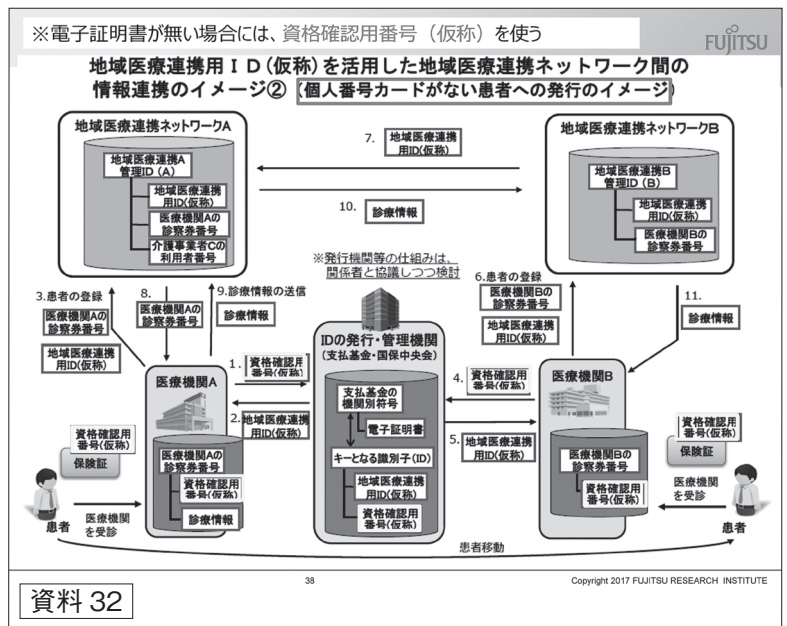 ※電子証明書が無い場合には、資格確認用番号（仮称）を使う
FUJITSU
地域医療連携用ＩＤ(仮称)を活用した地域医療連携ネットワーク間の
情報連携のイメージ② （個人番号カードがない患者への発行のイメージ）
地域医療連携ネットワークA
地域医療連携A
管理ID（A）
地域医療連携
用ID(仮称)
医療機関Aの
診察券番号
介護事業者Cの
利用者番号
7. 地域医療連携
用ID(仮称)
10. 診療情報
地域医療連携ネットワークB
地域医療連携B
管理ID（B）
地域医療連携
用ID(仮称)
医療機関Bの
診察券番号
※発行機関等の仕組みは、
関係者と協議しつつ検討
3.患者の登録
医療機関Aの
診察券番号
地域医療連携
用ID(仮称)
8.
医療機関Aの
診察券番号
9.診療情報の送信
診療情報
6.患者の登録
医療機関Bの
診察券番号
地域医療連携
用ID(仮称)
11.
診療情報
医療機関A
医療機関Aの
診察券番号
資格確認用
番号(仮称)
診療情報
1. 資格確認用
番号(仮称)
2. 地域医療連携
用ID(仮称)
IDの発行・管理機関
（支払基金・国保中央会）
支払基金の
機関別符号
電子証明書
キーとなる識別子（ID）
地域医療連携
用ID(仮称)
資格確認用
番号(仮称)
4. 資格確認用
番号(仮称)
5. 地域医療連携
用ID(仮称)
医療機関B
医療機関Bの
診察券番号
資格確認用
番号(仮称)
資格確認用
番号(仮称)
保険証
患者
医療機関
を受診
資格確認用
番号(仮称)
保険証
医療機関
を受診
患者
患者移動
38
Copyright 2017 FUJITSU RESEARCH INSTITUTE
資料 32